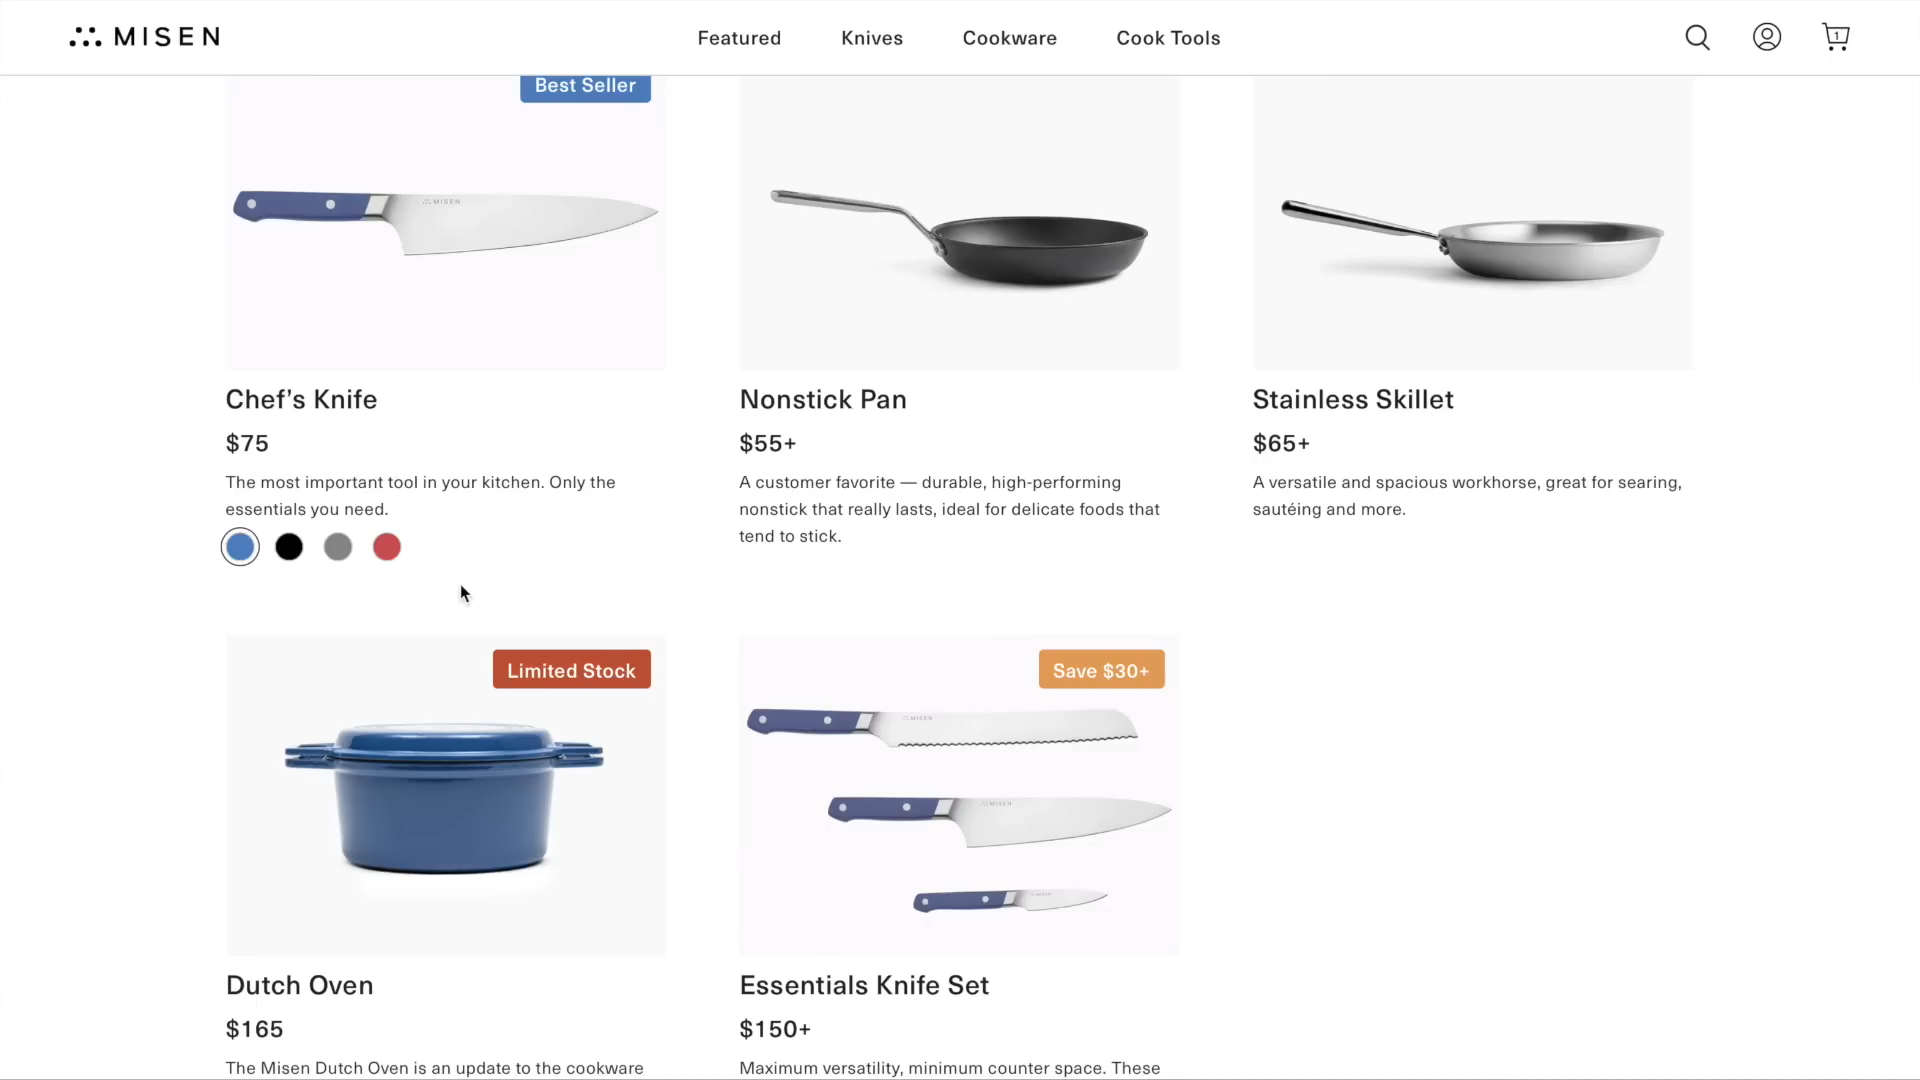 MISEN
Featured
Knives
Cookware
Cook Tools
1
Best Seller
MISEN
Chef's Knife
$75
The most important tool in your kitchen. Only the
essentials you need.
Nonstick Pan
$55+
A customer favorite — durable, high-performing
nonstick that really lasts, ideal for delicate foods that
tend to stick.
Stainless Skillet
$65+
A versatile and spacious workhorse, great for searing,
sautéing and more.
Limited Stock
Dutch Oven
$165
The Misen Dutch Oven is an update to the cookware
Save $30+
MISEN
MISEN
Essentials Knife Set
$150+
Maximum versatility, minimum counter space. These